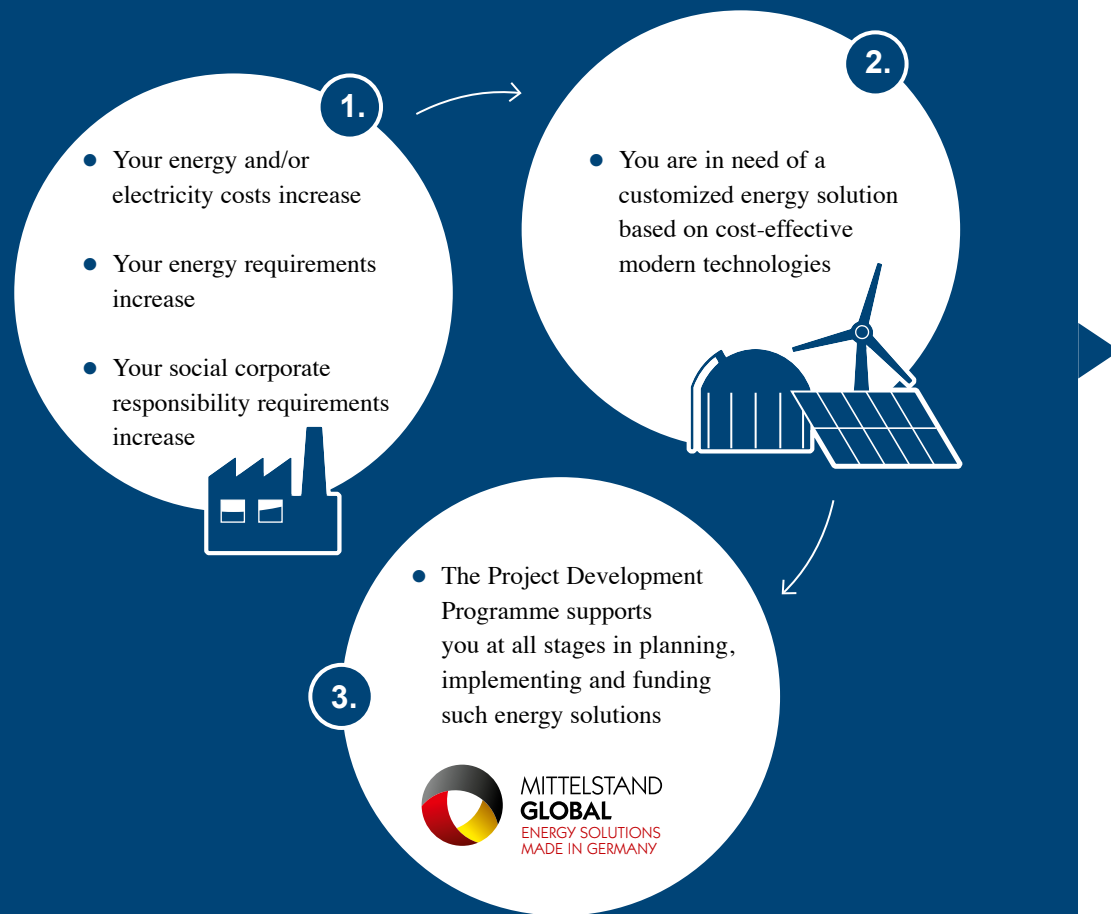 1.
Your energy and/or
electricity costs increase
Your energy requirements
increase
Your social corporate
responsibility requirements
increase
2.
You are in need of a
customized energy solution
based on cost-effective
modern technologies
3.
The Project Development
Programme supports
you at all stages in planning,
implementing and funding
such energy solutions
MITTELSTAND
GLOBAL
ENERGY SOLUTIONS
MADE IN GERMANY